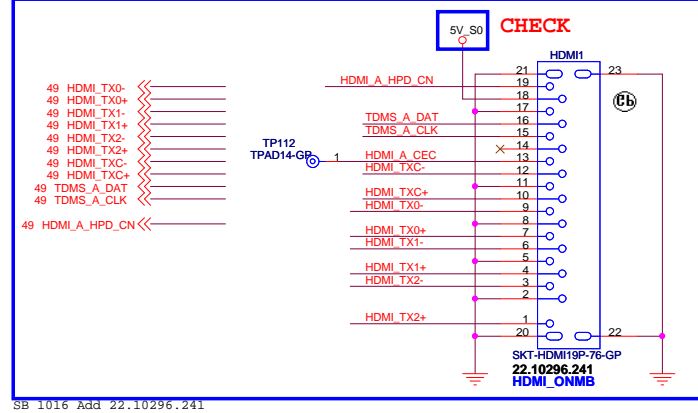 5V_S0
CHECK
HDMI1
49 HDMI_TX0-
49 HDMI_TX0+
49 HDMI_TX1-
49 HDMI_TX1+
49 HDMI_TX2-
49 HDMI_TX2+
49 HDMI_TXC-
49 HDMI_TXC+
49 TDMS_A_DAT
49 TDMS_A_CLK
49 HDMI_A_HPD_CN
TP112
TPAD14-GP
1
21
23
HDMI_A_HPD_CN 19
18
17
TDMS_A_DAT 16
TDMS_A_CLK 15
14
HDMI_A_CEC 13
HDMI_TXC- 12
11
HDMI_TXC+ 10
HDMI_TX0- 9
8
HDMI_TX0+ 7
HDMI_TX1- 6
5
HDMI_TX1+ 4
HDMI_TX2- 3
2
HDMI_TX2+ 1
20
22
SKT-HDMI19P-76-GP
22.10296.241
HDMI_ONMB
SB 1016 Add 22.10296.241